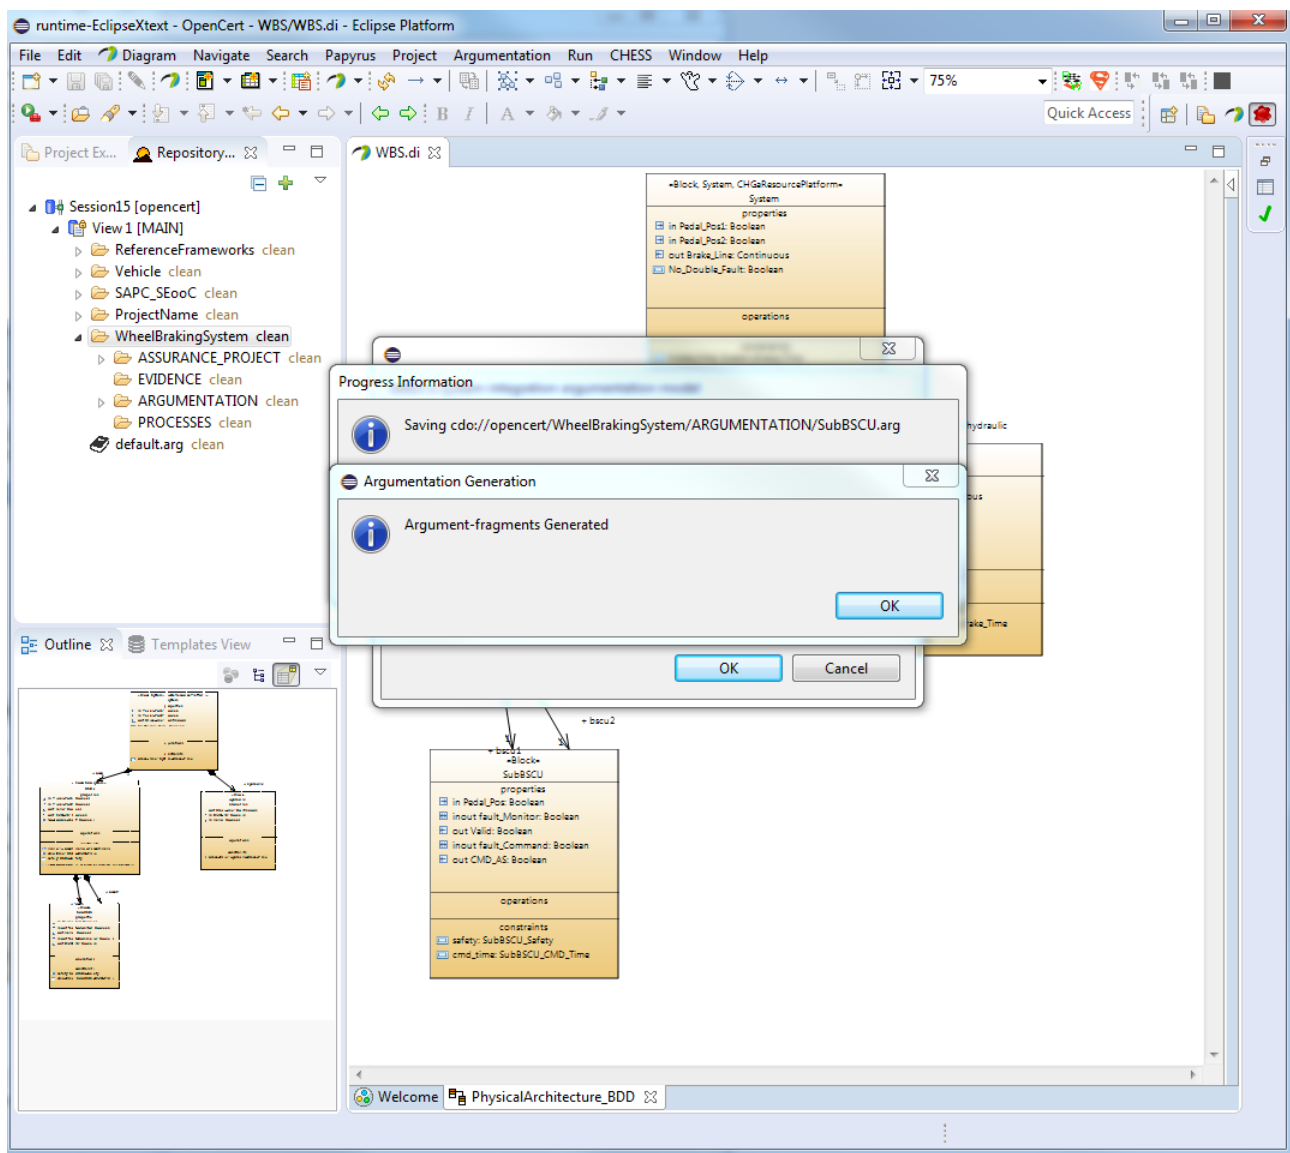 runtime-EclipseXtext - OpenCert - WBS/WBS.di - Eclipse Platform
File Edit Diagram Navigate Search Papyrus Project Argumentation Run CHESS Window Help
75%
B I A
Quick Access
Project Ex... Repository...
WBS.di
Session15 [opencert]
View 1 [MAIN]
ReferenceFrameworks clean
Vehicle clean
SAPC_SEooC clean
ProjectName clean
WheelBrakingSystem clean
ASSURANCE_PROJECT clean
EVIDENCE clean
ARGUMENTATION clean
PROCESSES clean
default.arg clean
«Block, System, CHGaResourcePlatform»
System
properties
in Pedal_Pos1: Boolean
in Pedal_Pos2: Boolean
out Brake_Line: Continuous
No_Double_Fault: Boolean
operations
Progress Information
Saving cdo://opencert/WheelBrakingSystem/ARGUMENTATION/SubBSCU.arg
hydraulic
Argumentation Generation
ous
Argument-fragments Generated
OK
ake_Time
OK Cancel
Outline Templates View
+ bscu2
+ bscu1
«Block»
SubBSCU
properties
in Pedal_Pos: Boolean
inout fault_Monitor: Boolean
out Valid: Boolean
inout fault_Command: Boolean
out CMD_AS: Boolean
operations
constraints
safety: SubBSCU_Safety
cmd_time: SubBSCU_CMD_Time
Welcome PhysicalArchitecture_BDD